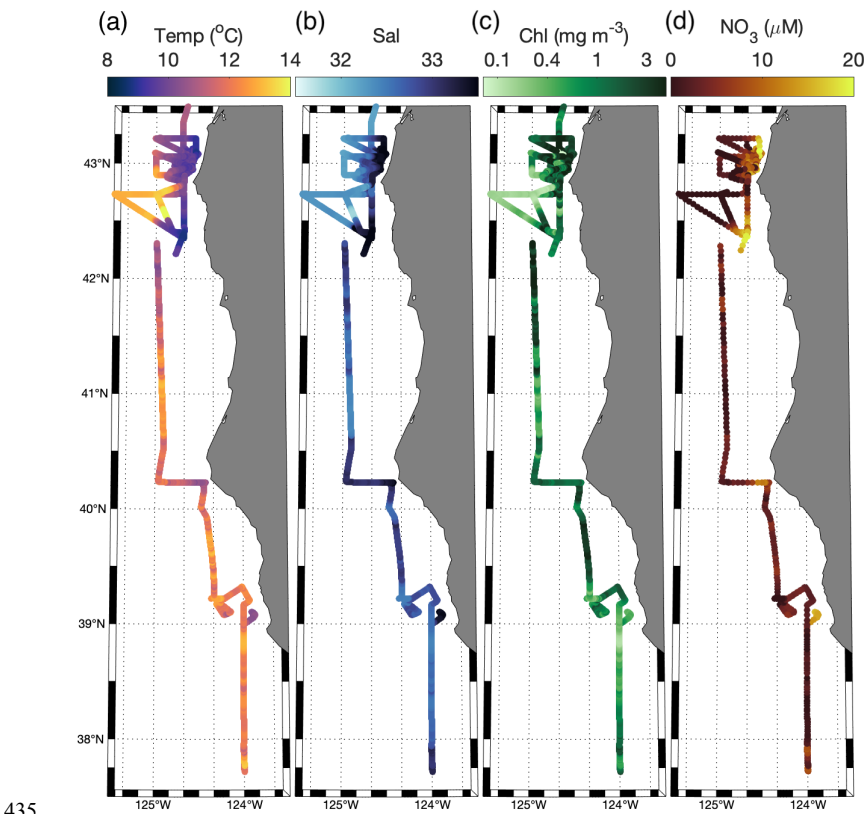 (a) (b) (c) (d)
Temp (°C) Sal Chl (mg m⁻³) NO₃ (μM)
8 10 12 14 32 33 0.1 0.4 1 3 0 10 20
43°N
42°N
41°N
40°N
39°N
38°N
125°W 124°W 125°W 124°W 125°W 124°W 125°W 124°W
435